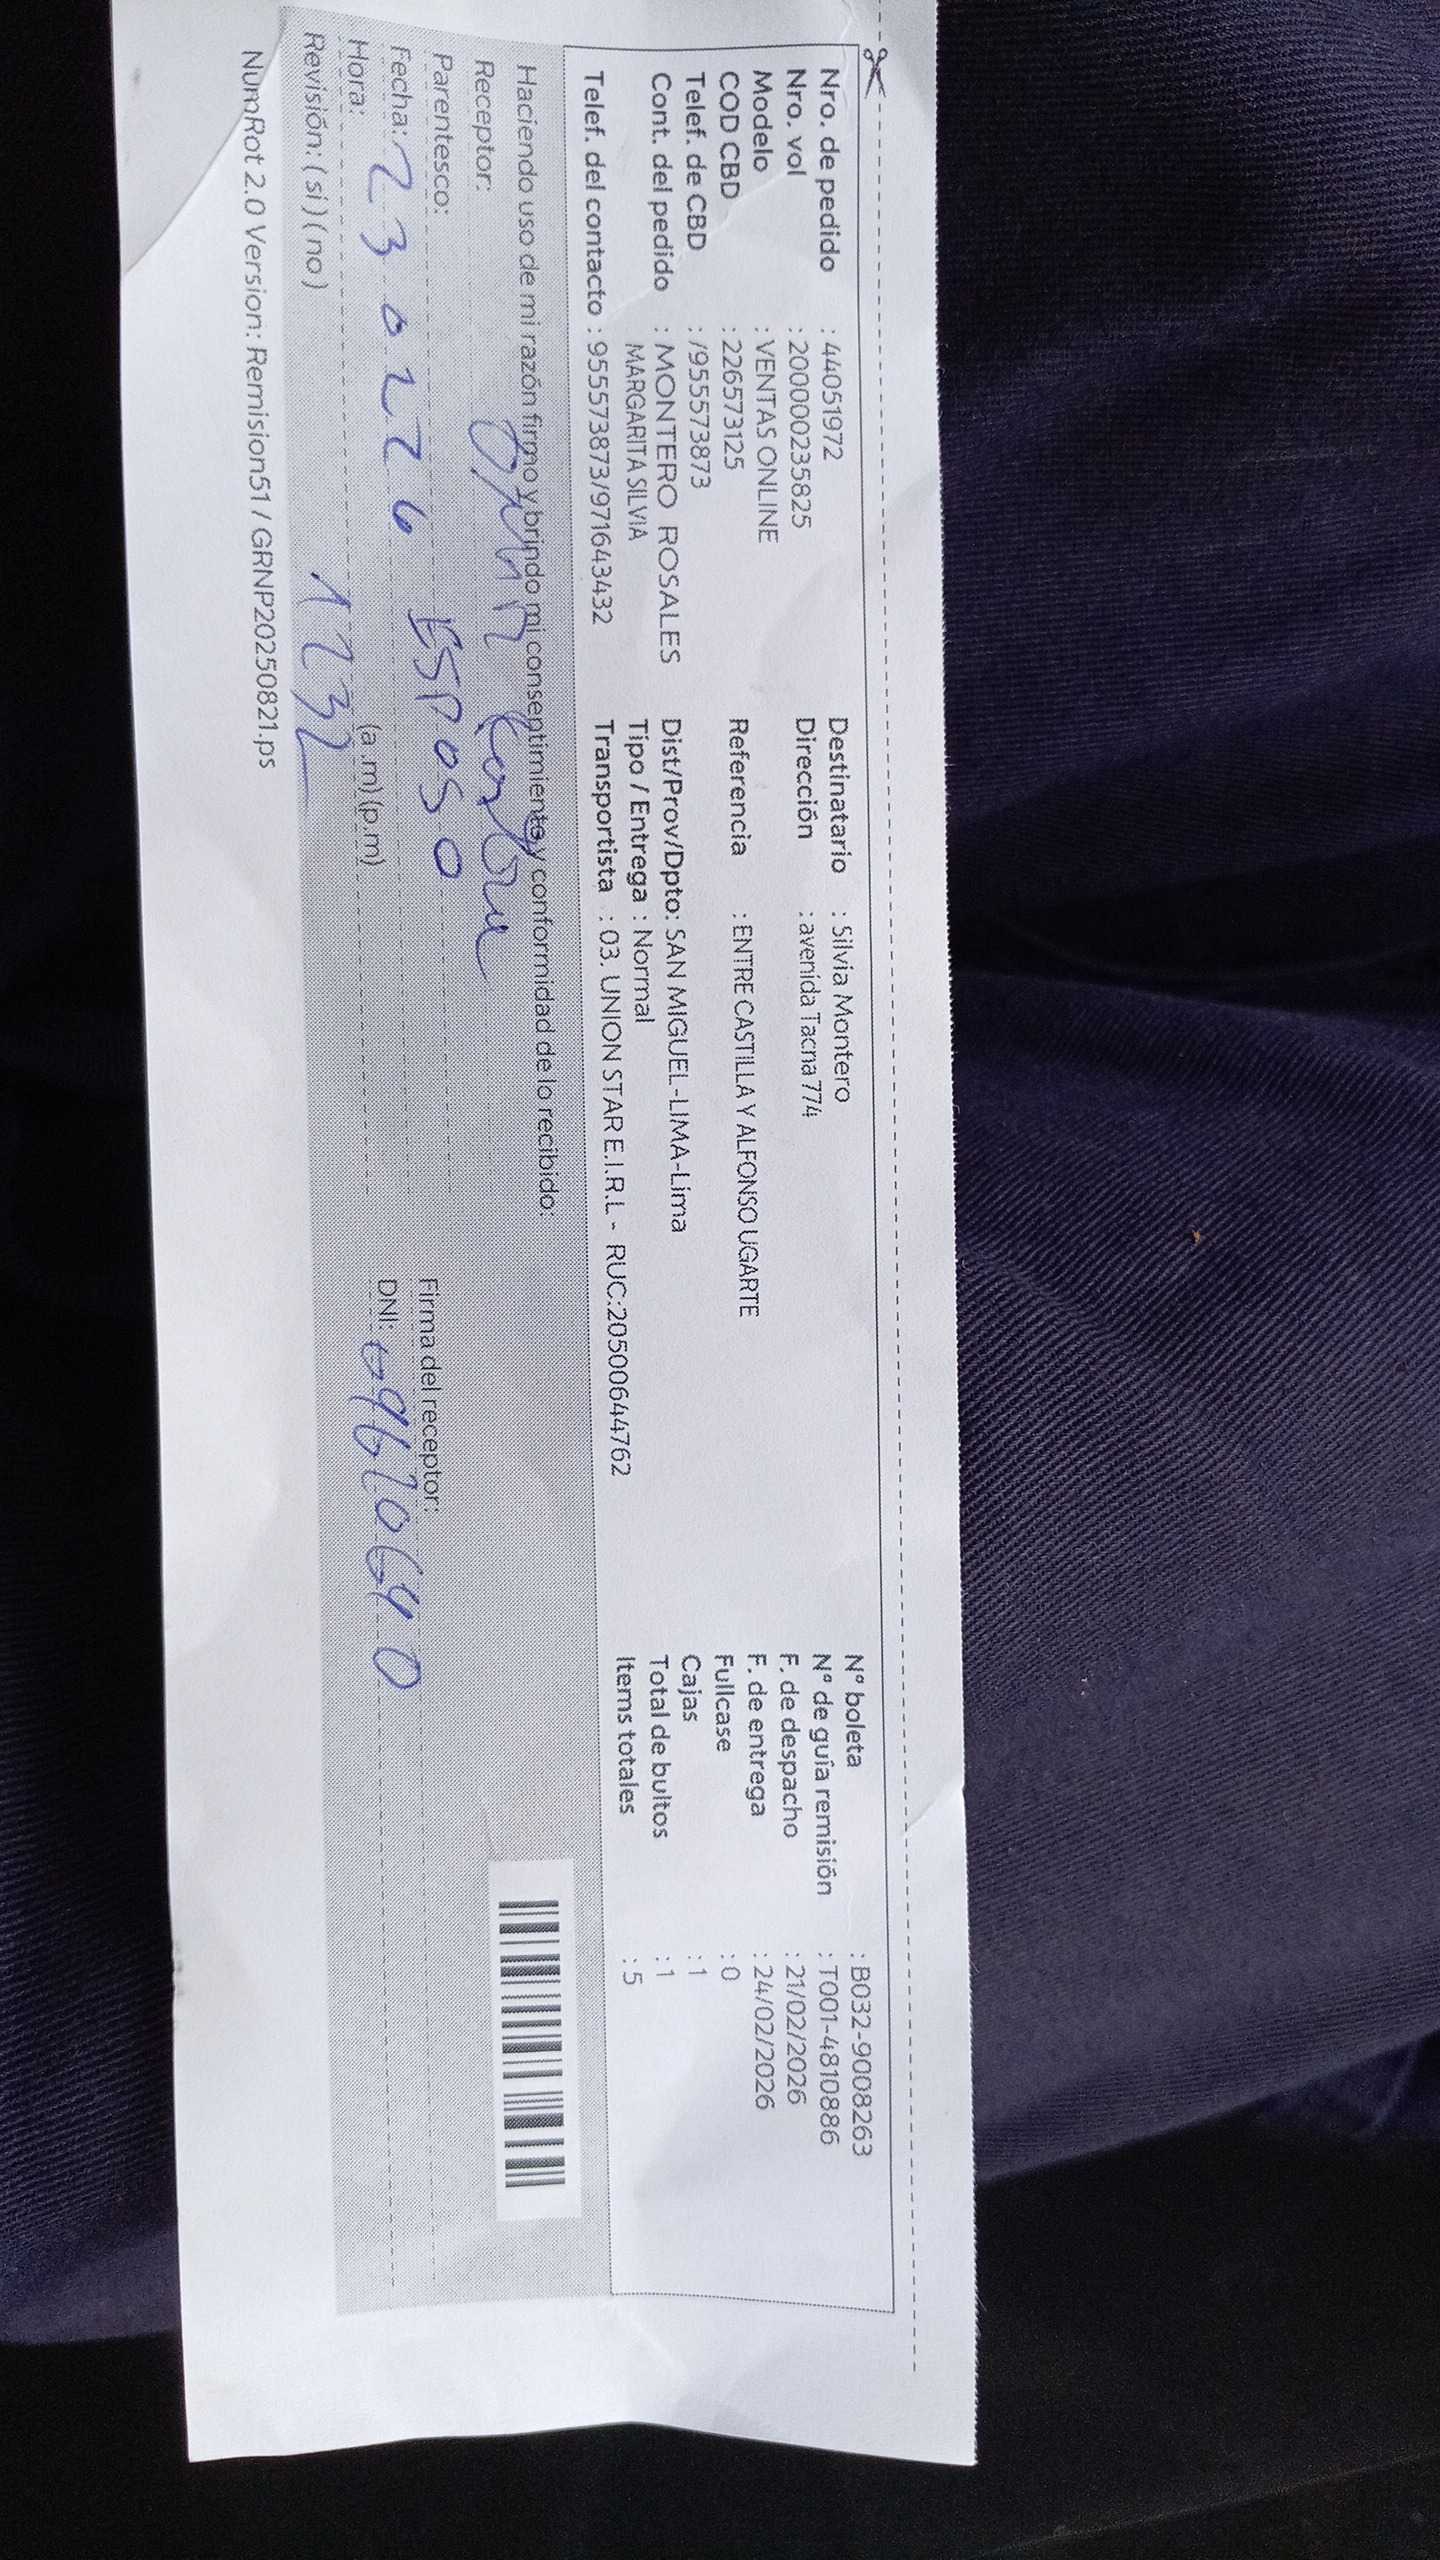 Nro. de pedido : 44051972
Nro. vol : 200000235825
Modelo : VENTAS ONLINE
COD CBD : 226573125
Telef. de CBD : /955573873
Cont. del pedido : MONTERO ROSALES
MARGARITA SILVIA
Telef. del contacto : 955573873/971643432
Destinatario : Silvia Montero
Dirección : avenida Tacna 774
Referencia : ENTRE CASTILLA Y ALFONSO UGARTE
Dist/Prov/Dpto: SAN MIGUEL-LIMA-Lima
Tipo / Entrega : Normal
Transportista : 03. UNION STAR E.I.R.L - RUC:20500644762
Nº boleta : B032-9008263
Nº de guía remisión : T001-4810886
F. de despacho : 21/02/2026
F. de entrega : 24/02/2026
Fullcase : 0
Cajas : 1
Total de bultos : 1
Items totales : 5
Haciendo uso de mi razón firmo y brindo mi consentimiento y conformidad de lo recibido:
Receptor:
Parentesco: ESPOSO
Firma del receptor:
Fecha: 23 02 26
DNI: 09620640
Hora: 1232 (a.m)(p.m)
Revisión: ( si ) ( no )
NumRot 2.0 Version: Remision51 / GRNP20250821.ps